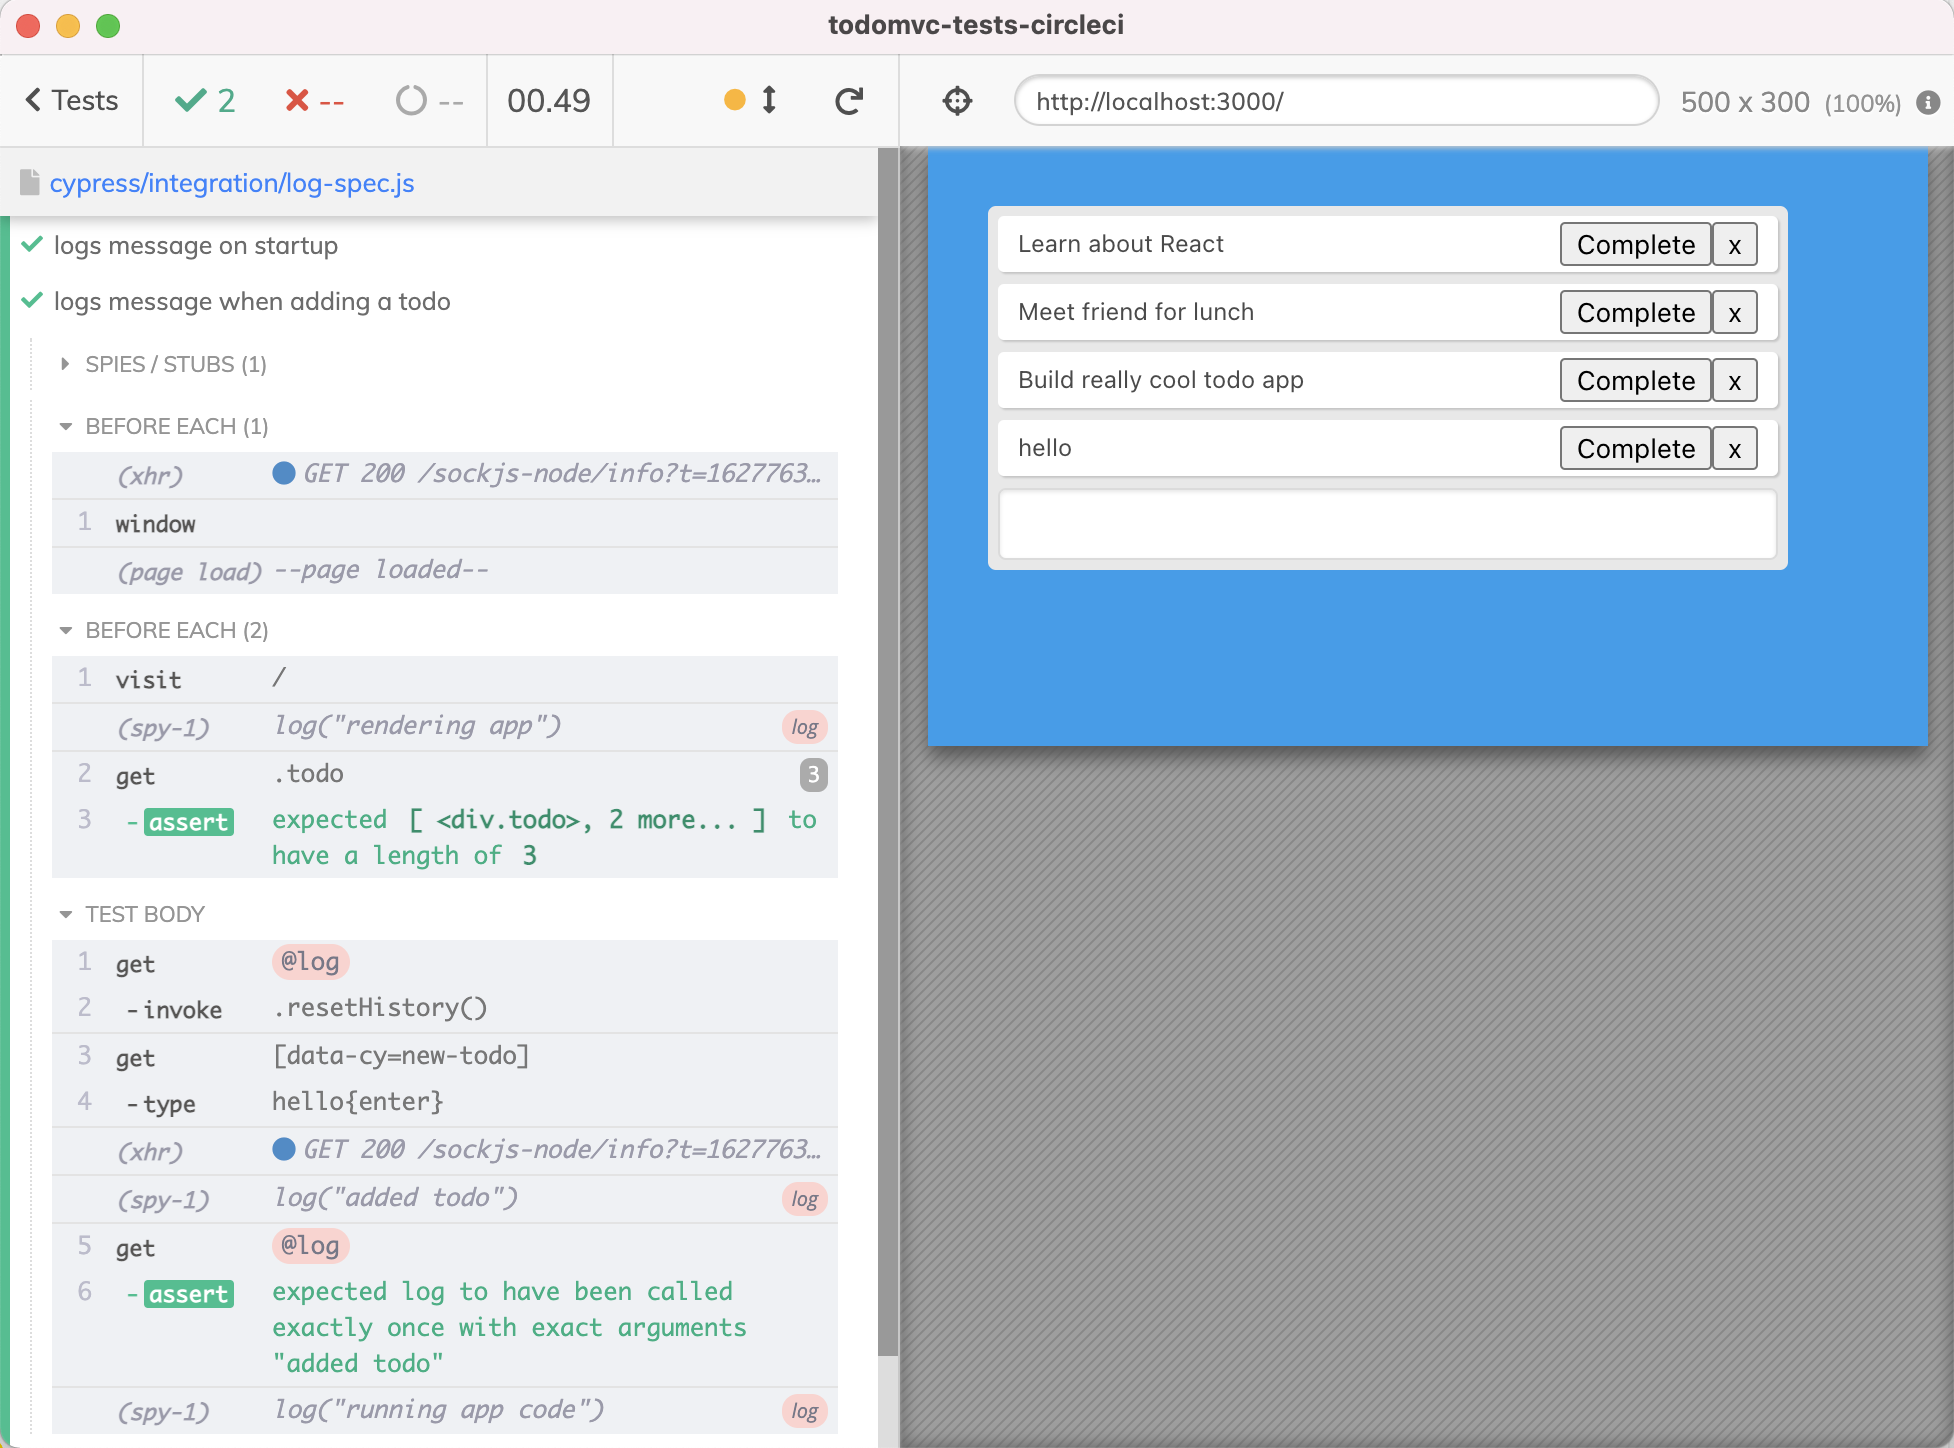 todomvc-tests-circleci
Tests 2 -- -- 00.49 http://localhost:3000/ 500 x 300 (100%)
cypress/integration/log-spec.js
logs message on startup
logs message when adding a todo
SPIES / STUBS (1)
BEFORE EACH (1)
(xhr) GET 200 /sockjs-node/info?t=1627763…
1 window
(page load) --page loaded--
BEFORE EACH (2)
1 visit /
(spy-1) log("rendering app") log
2 get .todo 3
3 -assert expected [ <div.todo>, 2 more... ] to
have a length of 3
TEST BODY
1 get @log
2 -invoke .resetHistory()
3 get [data-cy=new-todo]
4 -type hello{enter}
(xhr) GET 200 /sockjs-node/info?t=1627763…
(spy-1) log("added todo") log
5 get @log
6 -assert expected log to have been called
exactly once with exact arguments
"added todo"
(spy-1) log("running app code") log
Learn about React Complete x
Meet friend for lunch Complete x
Build really cool todo app Complete x
hello Complete x